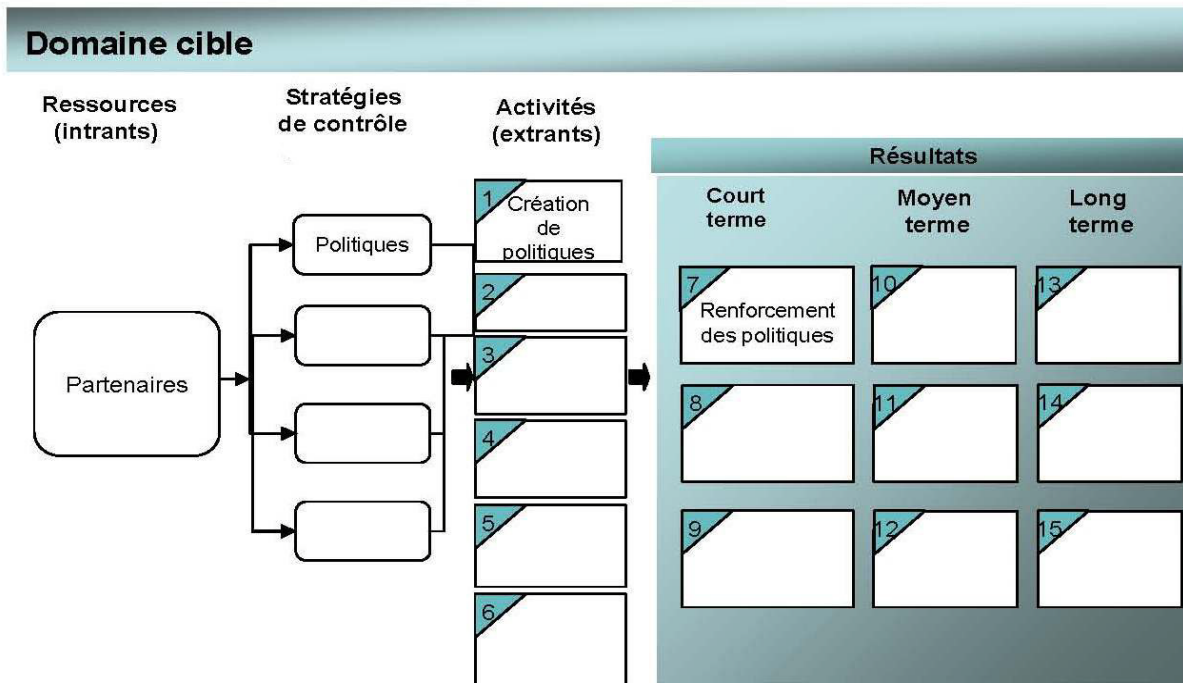 Domaine cible
Ressources
(intrants)
Stratégies
de contrôle
Activités
(extrants)
Résultats
Court
terme
Moyen
terme
Long
terme
Partenaires
Politiques
1
Création
de
politiques
2
3
4
5
6
7
Renforcement
des politiques
8
9
10
11
12
13
14
15